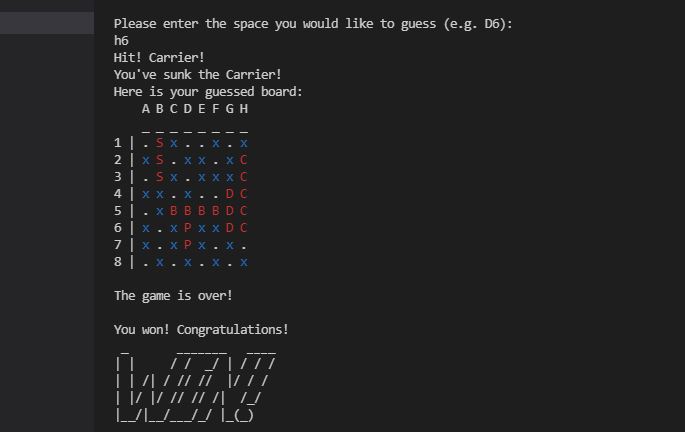 Please enter the space you would like to guess (e.g. D6):
h6
Hit! Carrier!
You've sunk the Carrier!
Here is your guessed board:
    A B C D E F G H
    _ _ _ _ _ _ _ _
1 | . S x . . x . x
2 | x S . x x . x C
3 | . S x . x x x C
4 | x x . x . . D C
5 | . x B B B B D C
6 | x . x P x x D C
7 | x . x P x . x .
8 | . x . x . x . x
The game is over!
You won! Congratulations!
 _      _______   ____
| |    / /  _/ | / / /
| | /| / // //  |/ / /
| |/ |/ // // /|  /_/
|__/|__/___/_/ |_(_)